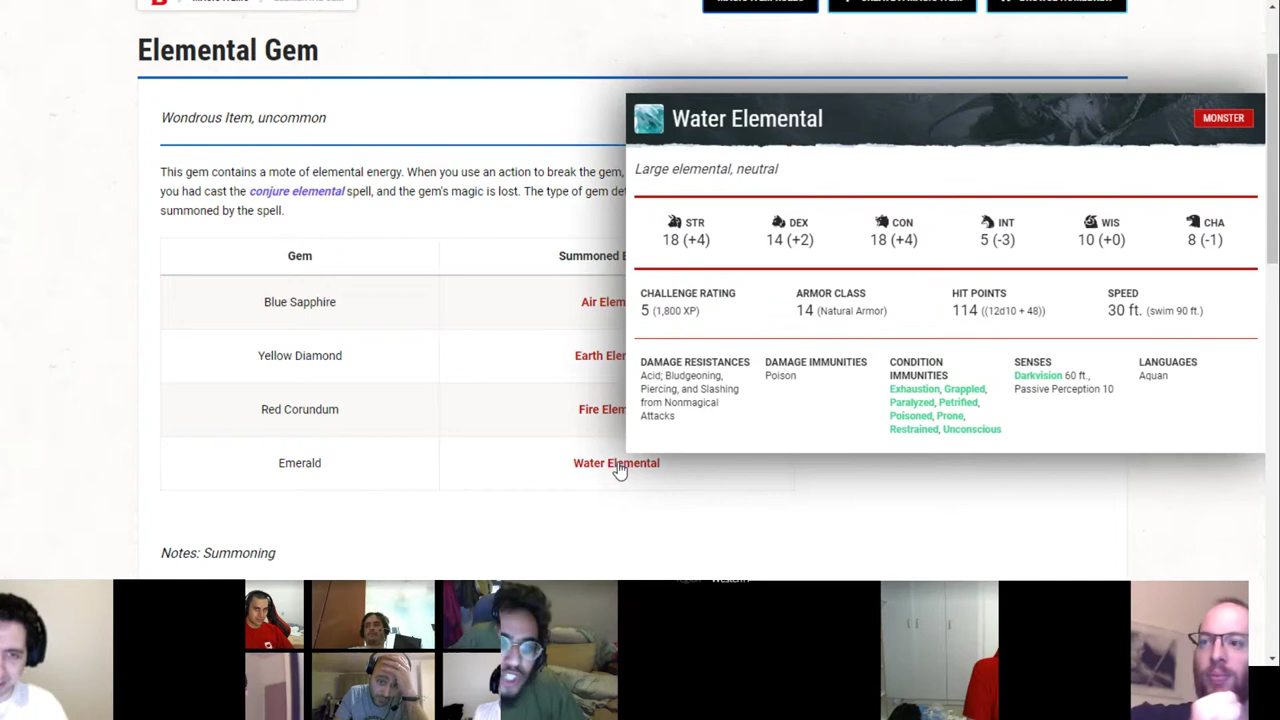 Elemental Gem
Wondrous Item, uncommon
This gem contains a mote of elemental energy. When you use an action to break the gem,
you had cast the conjure elemental spell, and the gem's magic is lost. The type of gem
summoned by the spell.
Gem
Summoned
Blue Sapphire
Air
Yellow Diamond
Earth
Red Corundum
Fire
Emerald
Water Elemental
Notes: Summoning
Water Elemental
MONSTER
Large elemental, neutral
STR
18 (+4)
DEX
14 (+2)
CON
18 (+4)
INT
5 (-3)
WIS
10 (+0)
CHA
8 (-1)
CHALLENGE RATING
5 (1,800 XP)
ARMOR CLASS
14 (Natural Armor)
HIT POINTS
114 ((12d10 + 48))
SPEED
30 ft. (swim 90 ft.)
DAMAGE RESISTANCES
Acid; Bludgeoning,
Piercing, and Slashing
from Nonmagical
Attacks
DAMAGE IMMUNITIES
Poison
CONDITION
IMMUNITIES
Exhaustion, Grappled,
Paralyzed, Petrified,
Poisoned, Prone,
Restrained, Unconscious
SENSES
Darkvision 60 ft.,
Passive Perception 10
LANGUAGES
Aquan